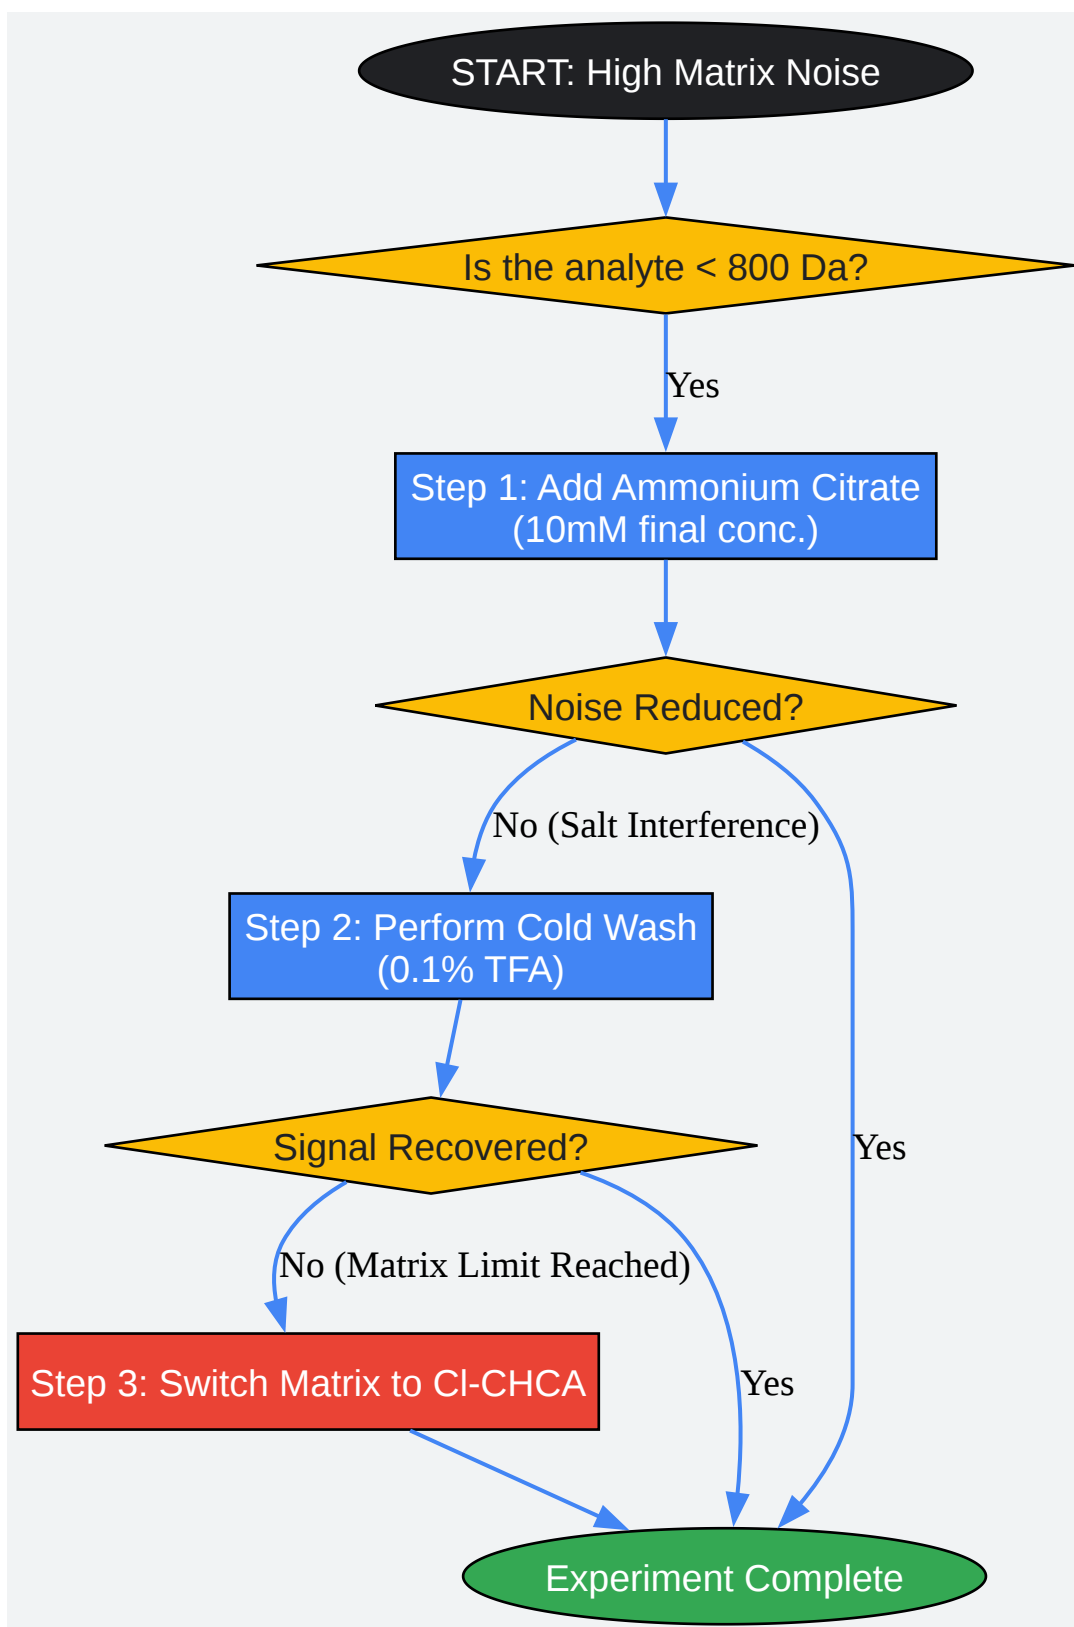 START: High Matrix Noise
Is the analyte < 800 Da?
Yes
Step 1: Add Ammonium Citrate
(10mM final conc.)
Noise Reduced?
No (Salt Interference)
Step 2: Perform Cold Wash
(0.1% TFA)
Signal Recovered?
Yes
No (Matrix Limit Reached)
Step 3: Switch Matrix to Cl-CHCA
Yes
Experiment Complete